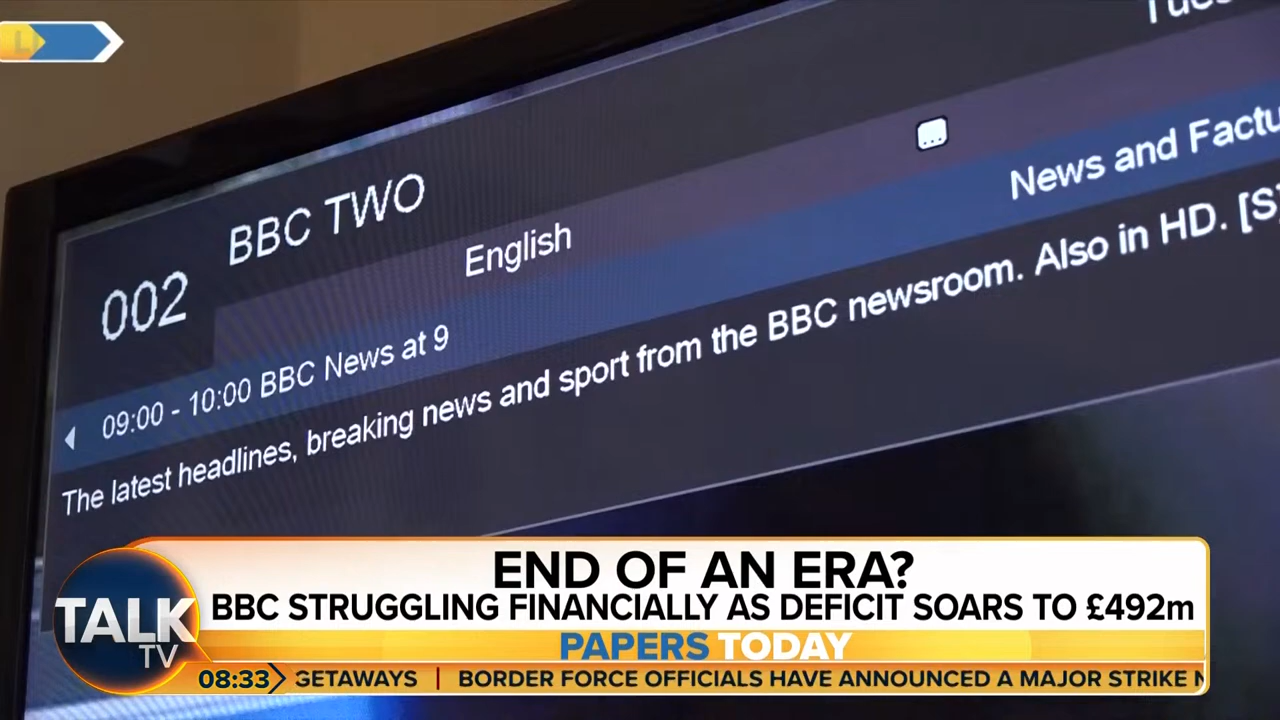 BBC TWO
002
English
News and
09:00 - 10:00 BBC News at 9
The latest headlines, breaking news and sport from the BBC newsroom. Also in HD.
END OF AN ERA?
BBC STRUGGLING FINANCIALLY AS DEFICIT SOARS TO £492m
PAPERS TODAY
TALK
TV
08:33 GETAWAYS | BORDER FORCE OFFICIALS HAVE ANNOUNCED A MAJOR STRIKE